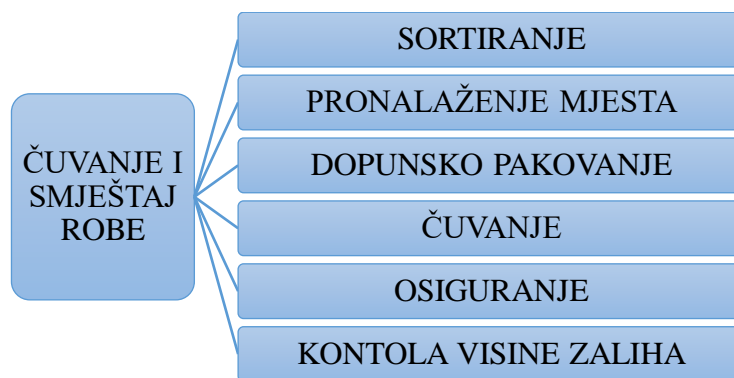 ČUVANJE I
SMJEŠTAJ
ROBE
SORTIRANJE
PRONALAŽENJE MJESTA
DOPUNSKO PAKOVANJE
ČUVANJE
OSIGURANJE
KONTOLA VISINE ZALIHA